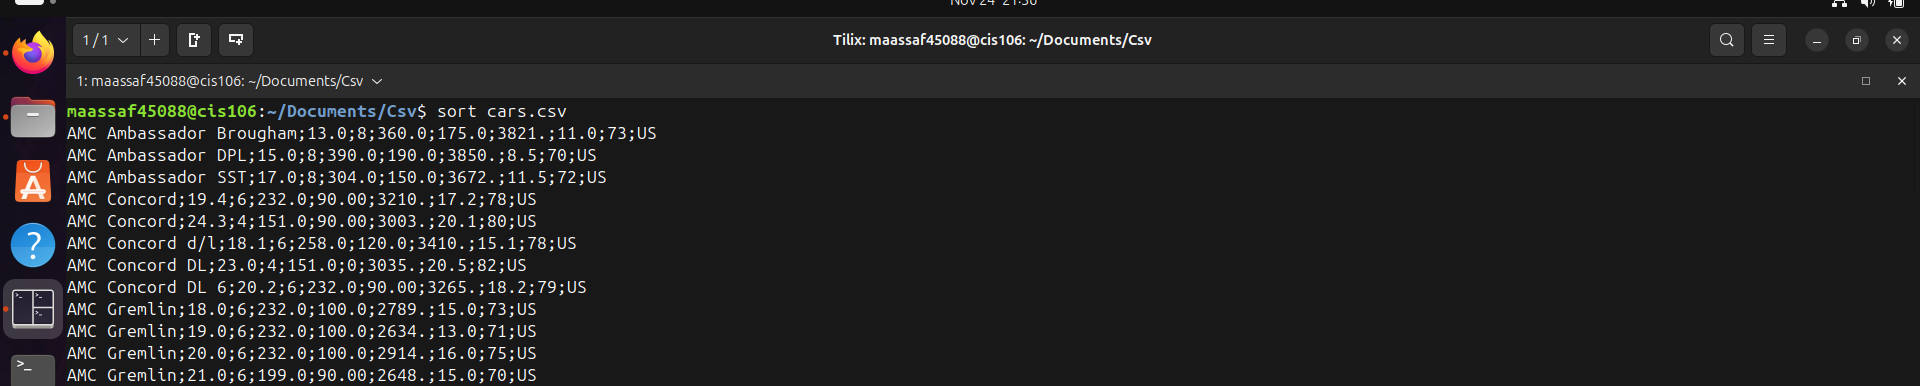 Nov 24 21:30
1 / 1
Tilix: maassaf45088@cis106: ~/Documents/Csv
1: maassaf45088@cis106: ~/Documents/Csv
maassaf45088@cis106:~/Documents/Csv$ sort cars.csv
AMC Ambassador Brougham;13.0;8;360.0;175.0;3821.;11.0;73;US
AMC Ambassador DPL;15.0;8;390.0;190.0;3850.;8.5;70;US
AMC Ambassador SST;17.0;8;304.0;150.0;3672.;11.5;72;US
AMC Concord;19.4;6;232.0;90.00;3210.;17.2;78;US
AMC Concord;24.3;4;151.0;90.00;3003.;20.1;80;US
AMC Concord d/l;18.1;6;258.0;120.0;3410.;15.1;78;US
AMC Concord DL;23.0;4;151.0;0;3035.;20.5;82;US
AMC Concord DL 6;20.2;6;232.0;90.00;3265.;18.2;79;US
AMC Gremlin;18.0;6;232.0;100.0;2789.;15.0;73;US
AMC Gremlin;19.0;6;232.0;100.0;2634.;13.0;71;US
AMC Gremlin;20.0;6;232.0;100.0;2914.;16.0;75;US
AMC Gremlin;21.0;6;199.0;90.00;2648.;15.0;70;US